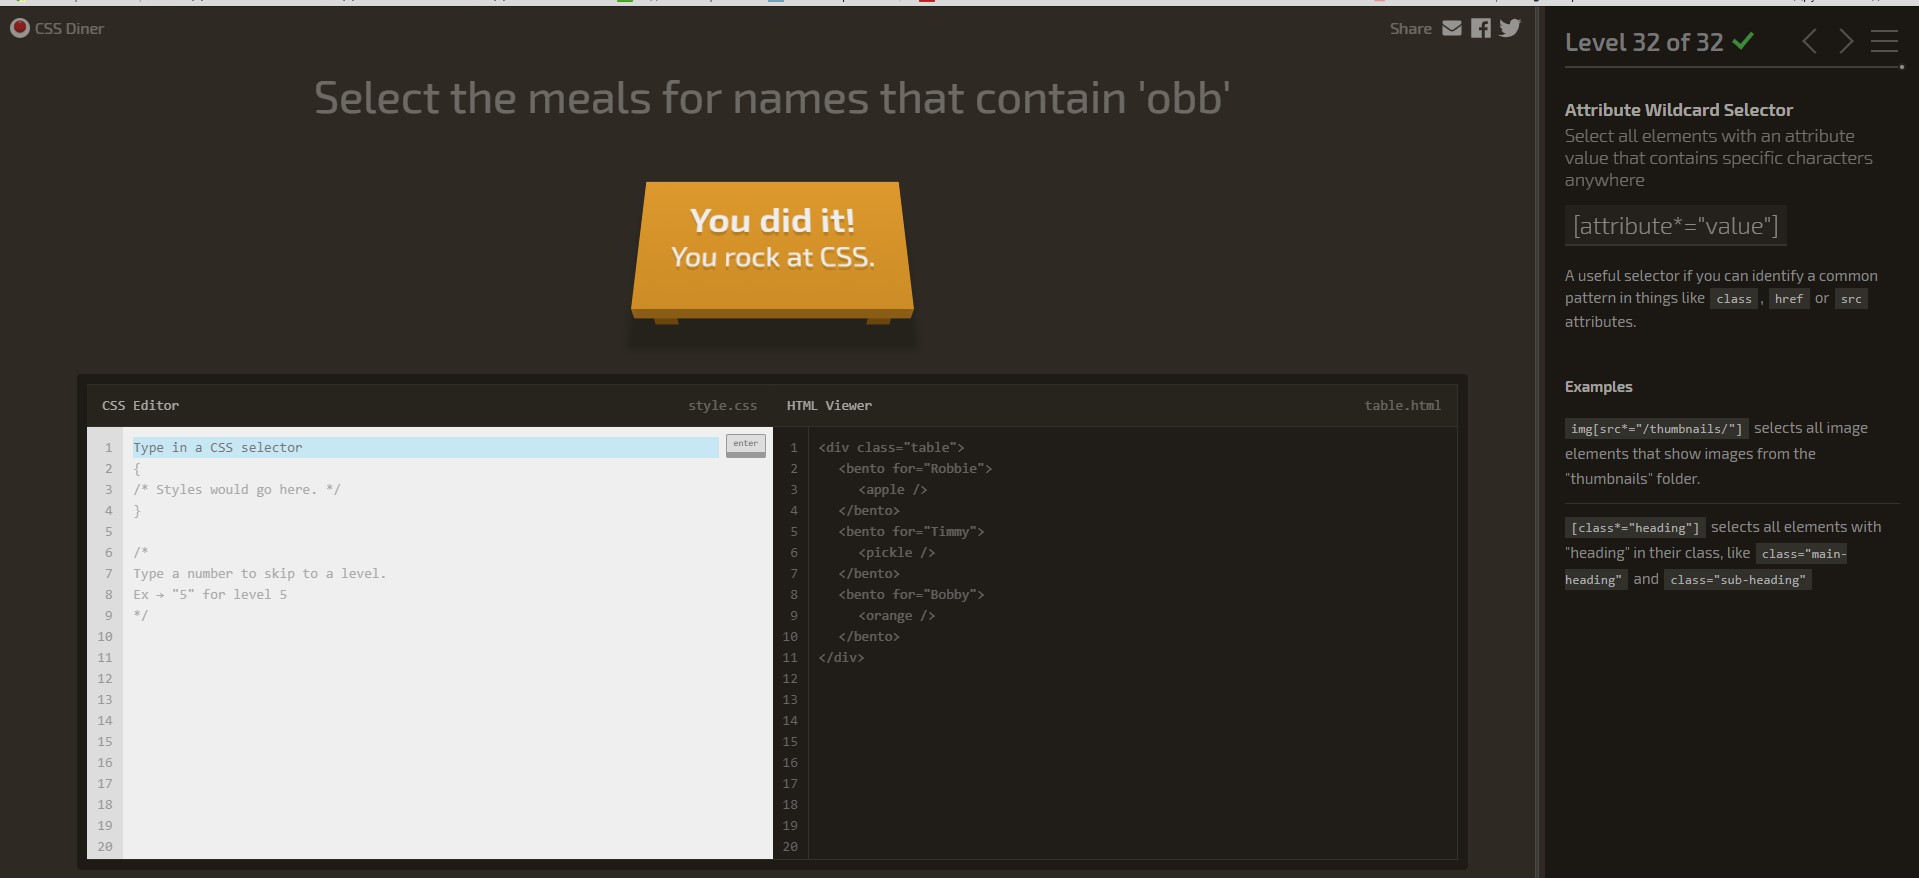 CSS Diner
Share
Select the meals for names that contain 'obb'
You did it!
You rock at CSS.
CSS Editor style.css
1 Type in a CSS selector enter
2 {
3 /* Styles would go here. */
4 }
5
6 /*
7 Type a number to skip to a level.
8 Ex → "5" for level 5
9 */
10
11
12
13
14
15
16
17
18
19
20
HTML Viewer table.html
1 <div class="table">
2 <bento for="Robbie">
3 <apple />
4 </bento>
5 <bento for="Timmy">
6 <pickle />
7 </bento>
8 <bento for="Bobby">
9 <orange />
10 </bento>
11 </div>
12
13
14
15
16
17
18
19
20
Level 32 of 32
Attribute Wildcard Selector
Select all elements with an attribute
value that contains specific characters
anywhere
[attribute*="value"]
A useful selector if you can identify a common
pattern in things like class , href or src
attributes.
Examples
img[src*="/thumbnails/"] selects all image
elements that show images from the
"thumbnails" folder.
[class*="heading"] selects all elements with
"heading" in their class, like class="main-
heading" and class="sub-heading"